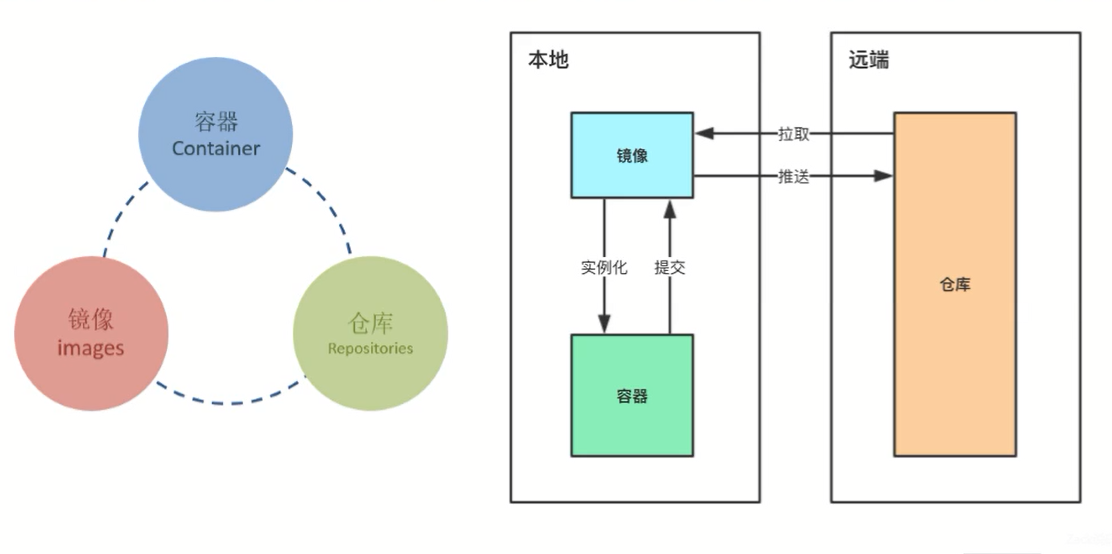 容器
Container
镜像
images
仓库
Repositories
本地
镜像
实例化
提交
容器
拉取
推送
远端
仓库